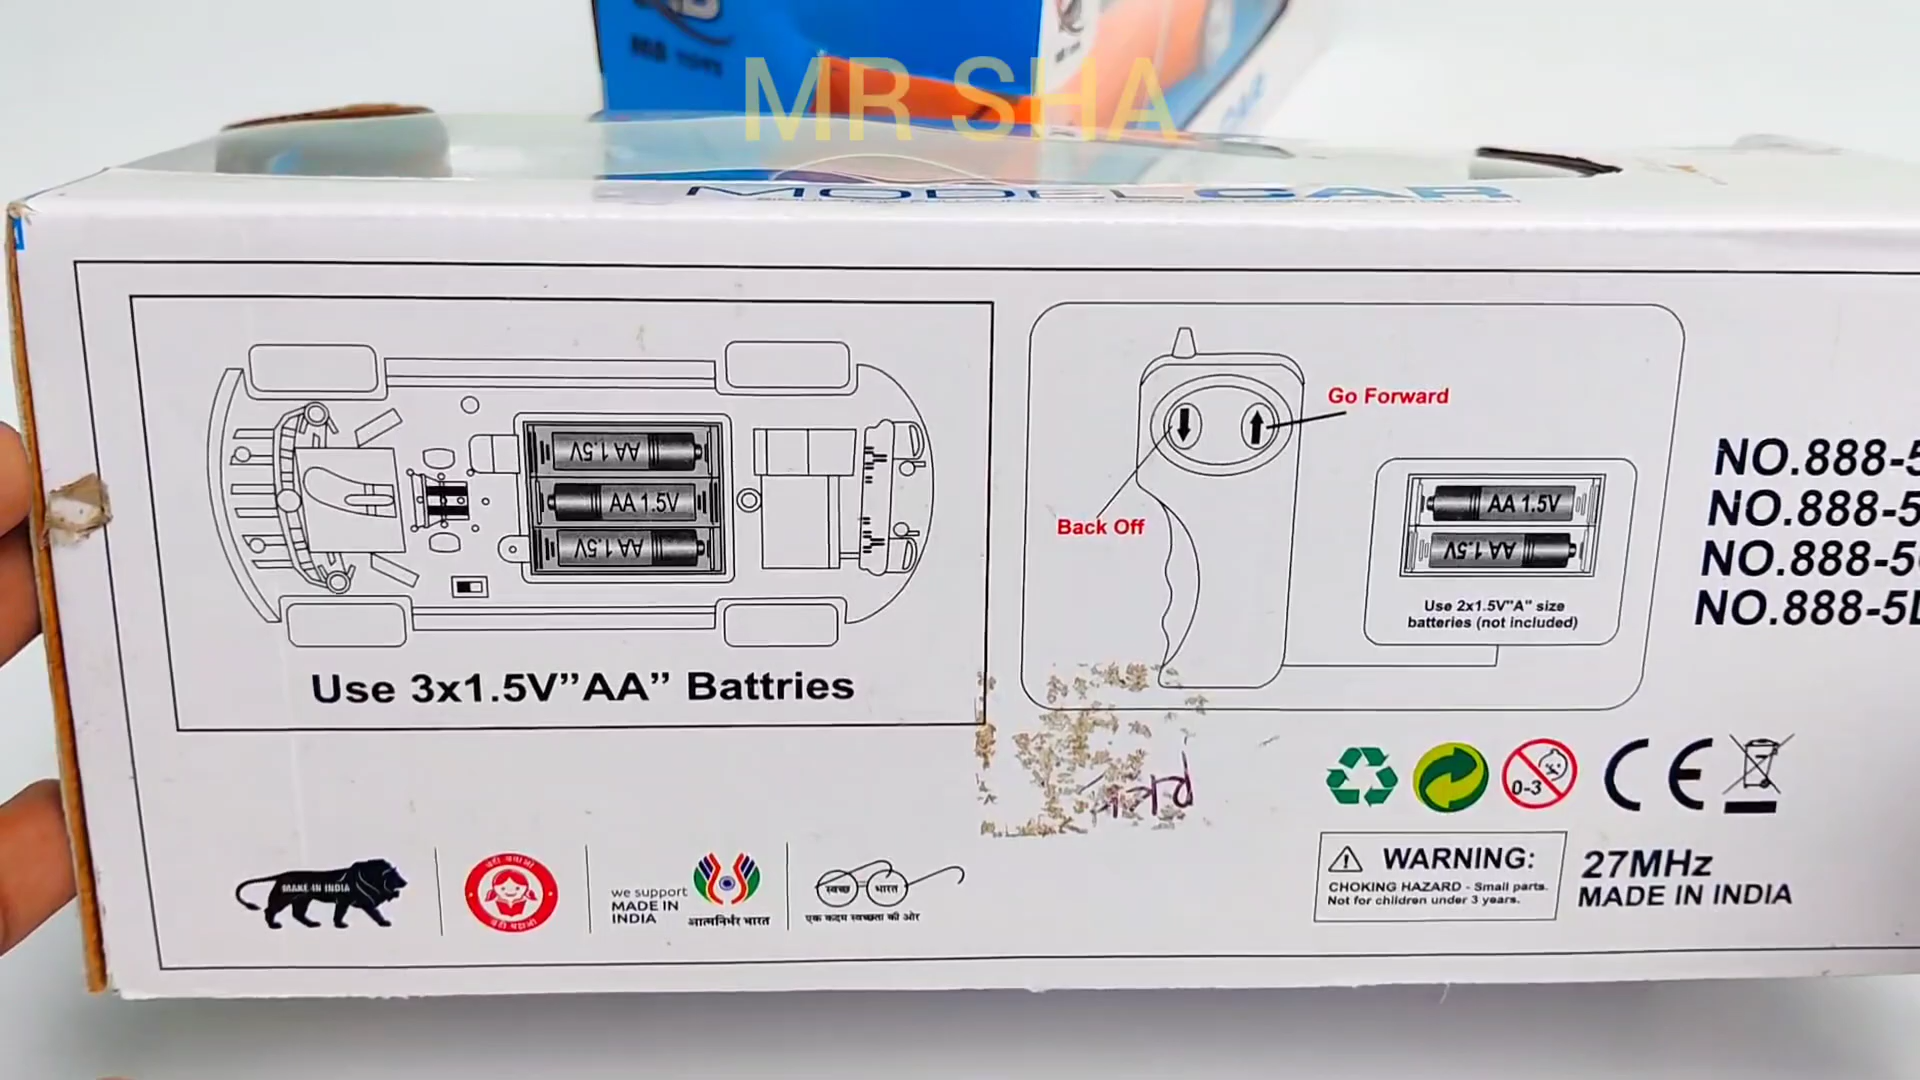 MR SHA
MODEL CAR
AA 1.5V
AA 1.5V
AA 1.5V
Use 3x1.5V”AA” Battries
Go Forward
Back Off
AA 1.5V
AA 1.5V
Use 2x1.5V"A" size
batteries (not included)
NO.888-5
NO.888-5
NO.888-5
NO.888-5
0-3
CE
MAKE IN INDIA
we support
MADE IN
INDIA
आत्मनिर्भर भारत
स्वच्छ भारत
एक कदम स्वच्छता की ओर
WARNING:
CHOKING HAZARD - Small parts.
Not for children under 3 years.
27MHz
MADE IN INDIA